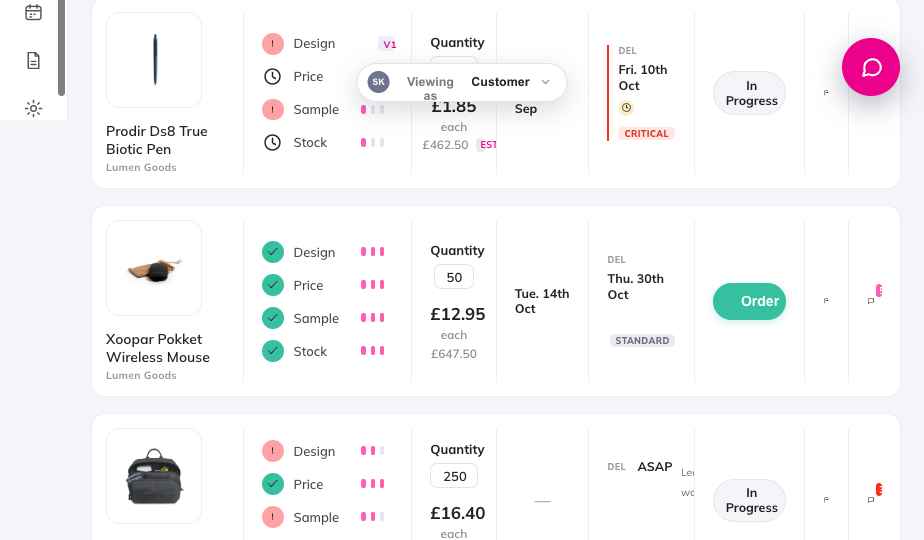 Design
V1
Price
Sample
Stock
Prodir Ds8 True
Biotic Pen
Lumen Goods
Quantity
SK
Viewing
as
Customer
£1.85
each
£462.50
EST
Sep
DEL
Fri. 10th
Oct
CRITICAL
In
Progress
Design
Price
Sample
Stock
Xoopar Pokket
Wireless Mouse
Lumen Goods
Quantity
50
£12.95
each
£647.50
Tue. 14th
Oct
DEL
Thu. 30th
Oct
STANDARD
Order
Design
Price
Sample
Quantity
250
£16.40
each
—
DEL
ASAP
In
Progress